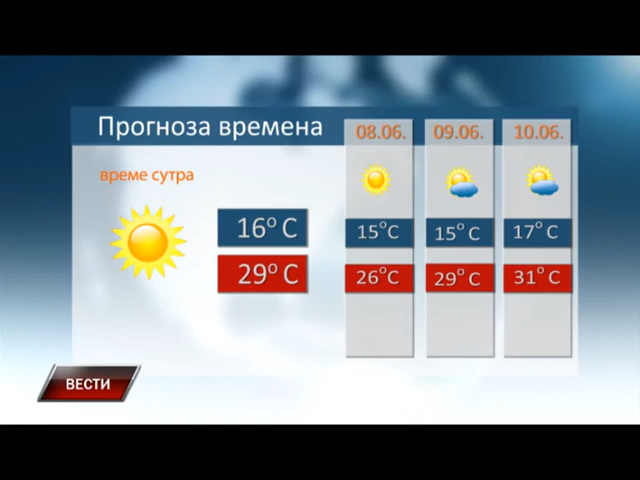 Прогноза времена
време сутра
16° C
29° C
08.06.
15°C
26°C
09.06.
15°C
29°C
10.06.
17°C
31°C
ВЕСТИ